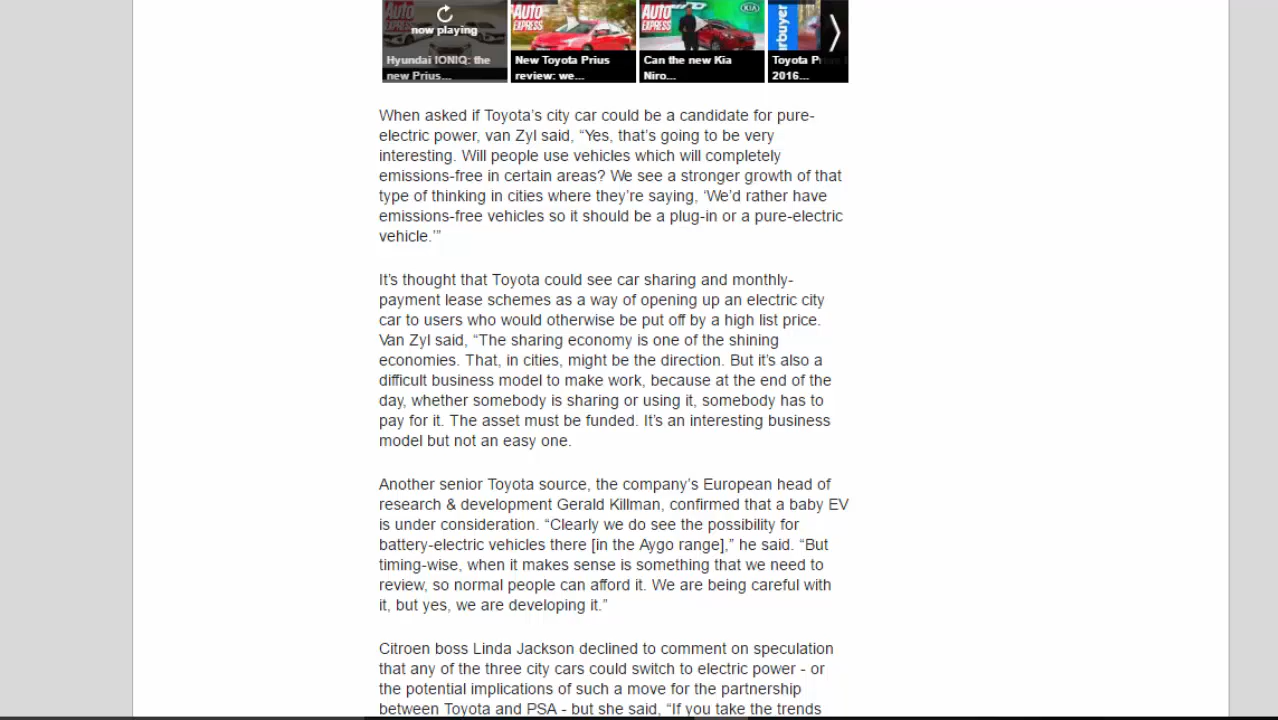 AUTO EXPRESS
now playing
Hyundai IONIQ: the
new Prius...
AUTO EXPRESS
New Toyota Prius
review: we...
AUTO EXPRESS
KIA
Can the new Kia
Niro...
carbuyer
Toyota Pr
2016...
When asked if Toyota’s city car could be a candidate for pure-
electric power, van Zyl said, “Yes, that’s going to be very
interesting. Will people use vehicles which will completely
emissions-free in certain areas? We see a stronger growth of that
type of thinking in cities where they’re saying, ‘We’d rather have
emissions-free vehicles so it should be a plug-in or a pure-electric
vehicle.’”
It’s thought that Toyota could see car sharing and monthly-
payment lease schemes as a way of opening up an electric city
car to users who would otherwise be put off by a high list price.
Van Zyl said, “The sharing economy is one of the shining
economies. That, in cities, might be the direction. But it’s also a
difficult business model to make work, because at the end of the
day, whether somebody is sharing or using it, somebody has to
pay for it. The asset must be funded. It’s an interesting business
model but not an easy one.
Another senior Toyota source, the company’s European head of
research & development Gerald Killman, confirmed that a baby EV
is under consideration. “Clearly we do see the possibility for
battery-electric vehicles there [in the Aygo range],” he said. “But
timing-wise, when it makes sense is something that we need to
review, so normal people can afford it. We are being careful with
it, but yes, we are developing it.”
Citroen boss Linda Jackson declined to comment on speculation
that any of the three city cars could switch to electric power - or
the potential implications of such a move for the partnership
between Toyota and PSA - but she said, “If you take the trends